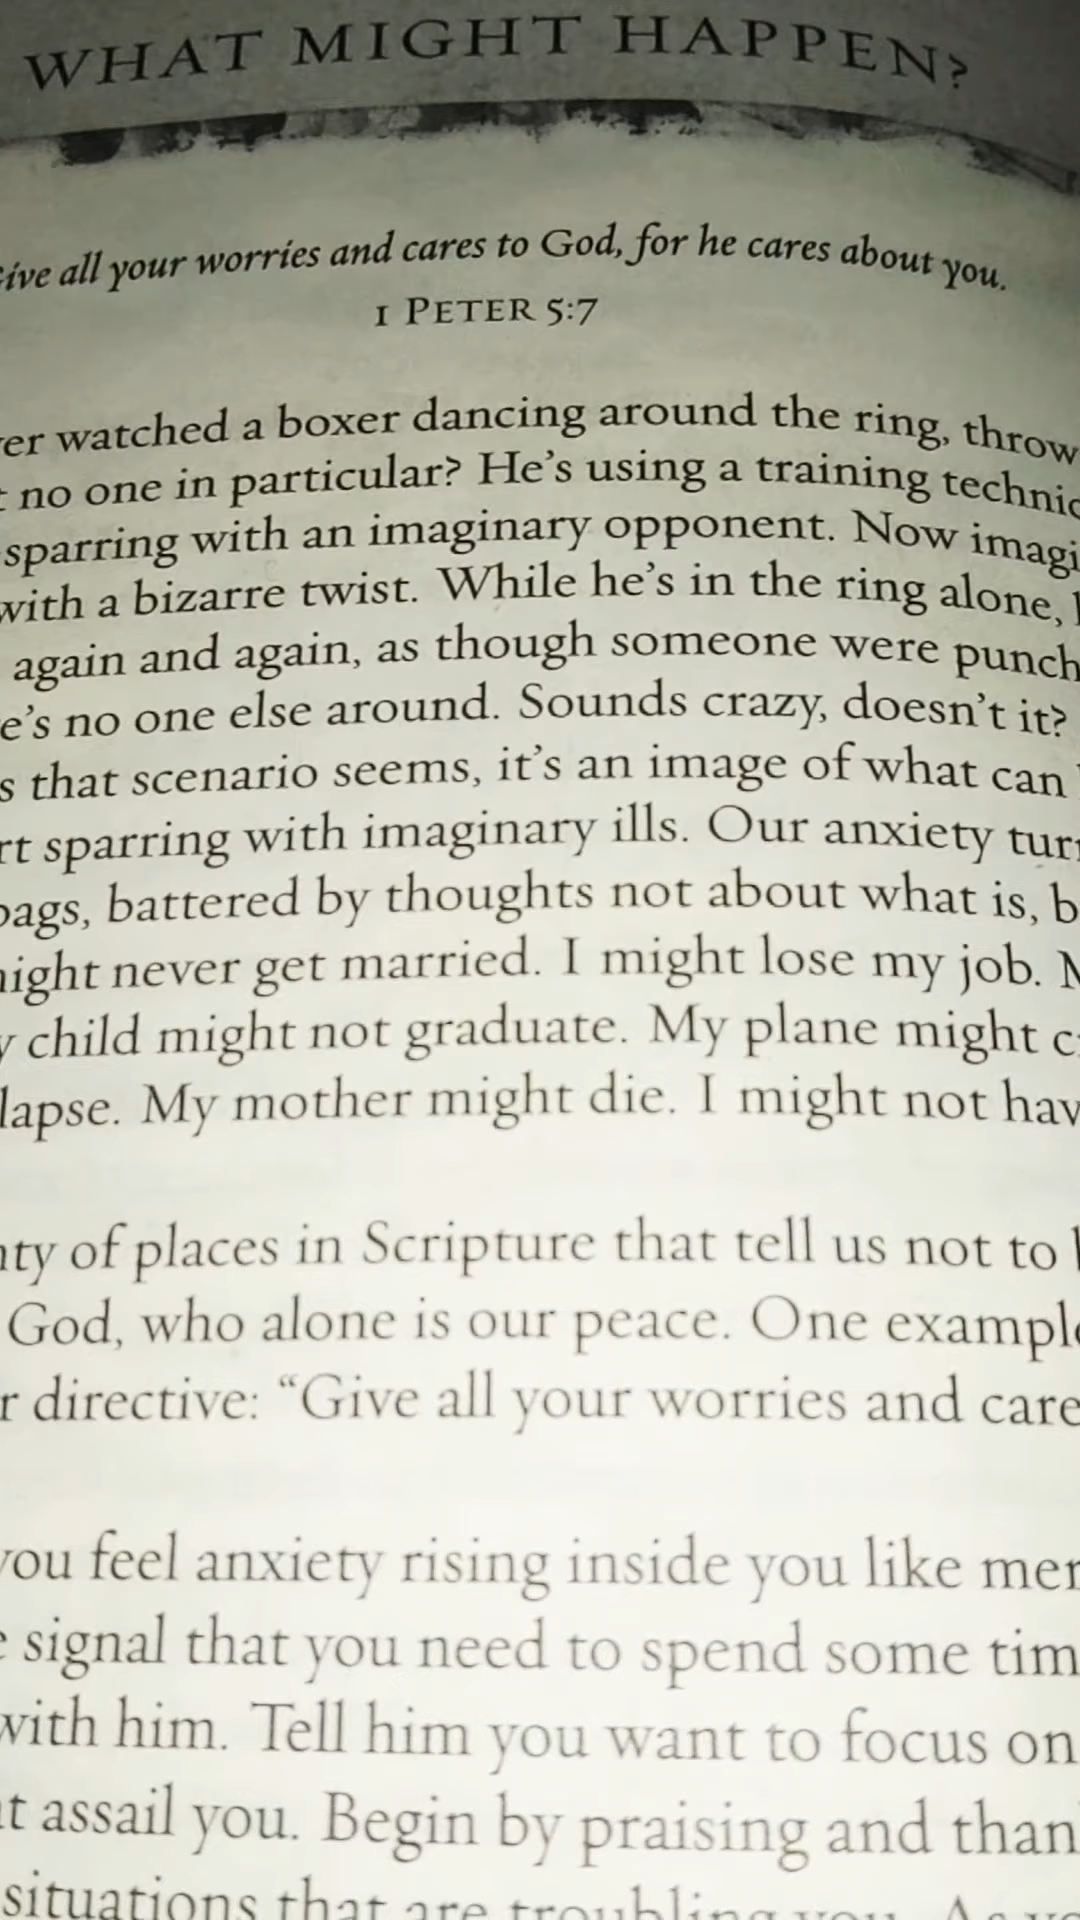 WHAT MIGHT HAPPEN?
Give all your worries and cares to God, for he cares about you.
1 PETER 5:7
er watched a boxer dancing around the ring, throw
no one in particular? He's using a training techni
sparring with an imaginary opponent. Now imagi
with a bizarre twist. While he's in the ring alone,
again and again, as though someone were punch
e's no one else around. Sounds crazy, doesn't it?
s that scenario seems, it's an image of what can
rt sparring with imaginary ills. Our anxiety tur
bags, battered by thoughts not about what is, b
ight never get married. I might lose my job. M
y child might not graduate. My plane might c
lapse. My mother might die. I might not hav
nty of places in Scripture that tell us not to
God, who alone is our peace. One example
r directive: “Give all your worries and care
you feel anxiety rising inside you like mer
e signal that you need to spend some tim
with him. Tell him you want to focus on
t assail you. Begin by praising and than
situations that are troubling you. As yo